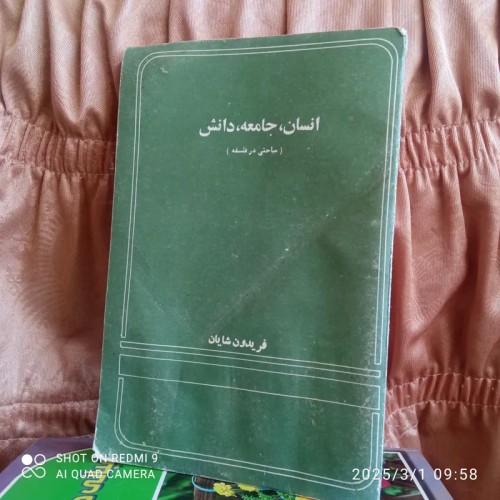 انسان، جامعه، دانش
( مباحثی در فلسفه )
فریدون شایان
SHOT ON REDMI 9
AI QUAD CAMERA
2025/3/1 09:58